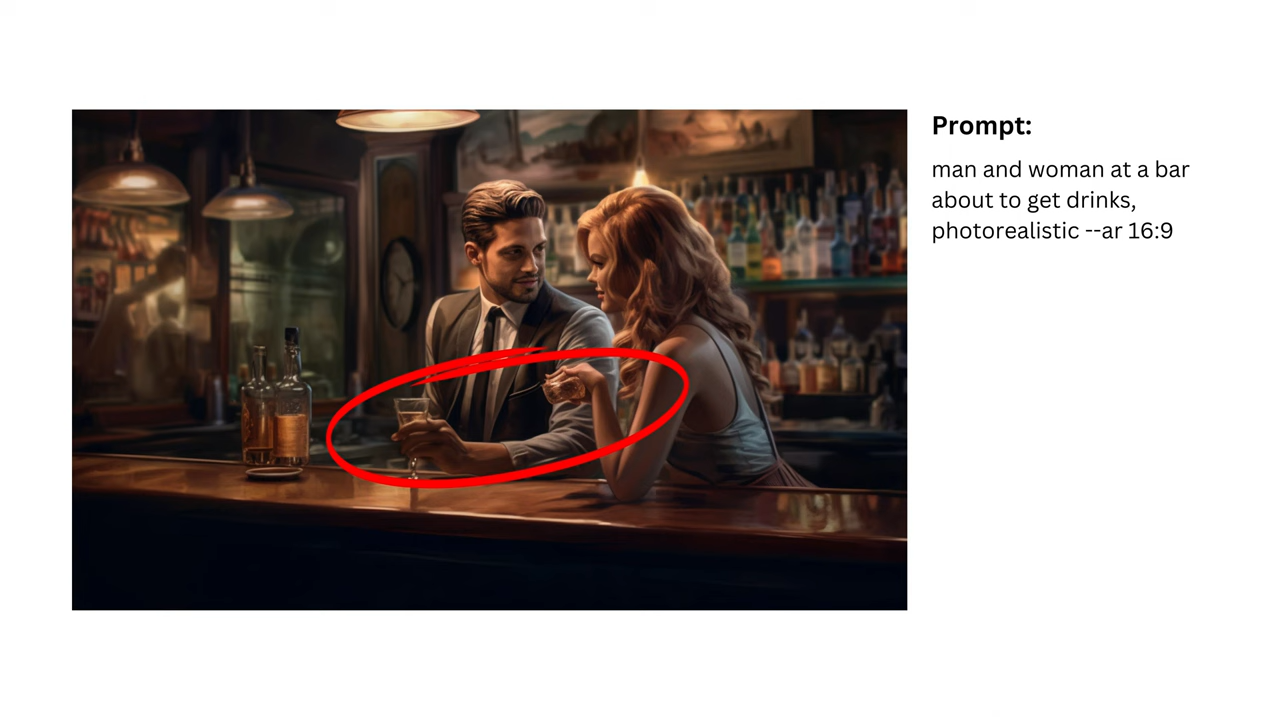 Prompt:
man and woman at a bar
about to get drinks,
photorealistic --ar 16:9